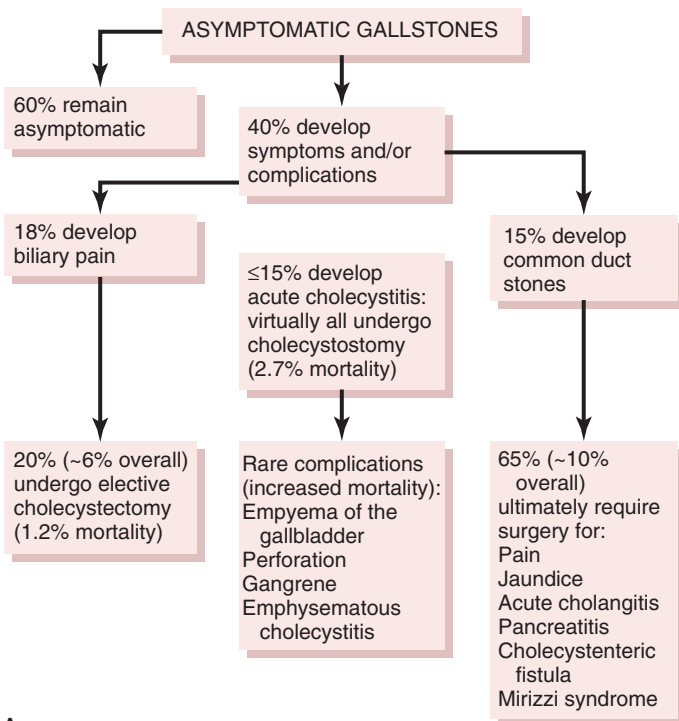 ASYMPTOMATIC GALLSTONES
60% remain
asymptomatic
40% develop
symptoms and/or
complications
18% develop
biliary pain
≤15% develop
acute cholecystitis:
virtually all undergo
cholecystostomy
(2.7% mortality)
15% develop
common duct
stones
20% (~6% overall)
undergo elective
cholecystectomy
(1.2% mortality)
Rare complications
(increased mortality):
Empyema of the
gallbladder
Perforation
Gangrene
Emphysematous
cholecystitis
65% (~10%
overall)
ultimately require
surgery for:
Pain
Jaundice
Acute cholangitis
Pancreatitis
Cholecystenteric
fistula
Mirizzi syndrome